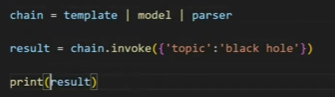 chain = template | model | parser
result = chain.invoke({'topic':'black hole'})
print(result)